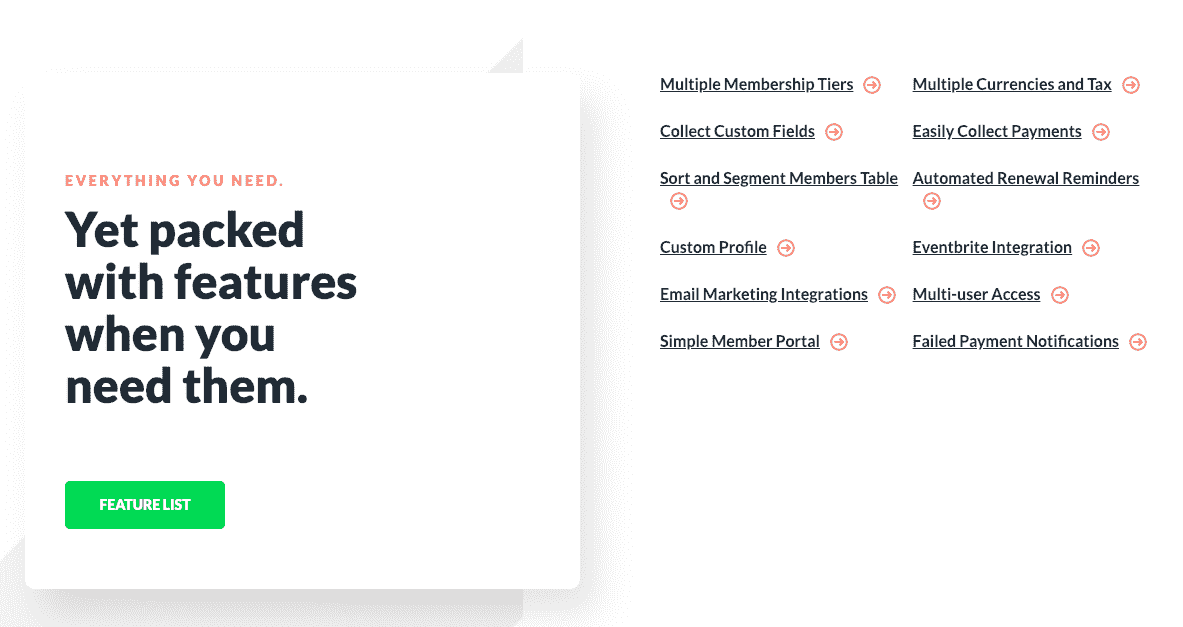 EVERYTHING YOU NEED.
Yet packed
with features
when you
need them.
FEATURE LIST
Multiple Membership Tiers
Collect Custom Fields
Sort and Segment Members Table
Custom Profile
Email Marketing Integrations
Simple Member Portal
Multiple Currencies and Tax
Easily Collect Payments
Automated Renewal Reminders
Eventbrite Integration
Multi-user Access
Failed Payment Notifications